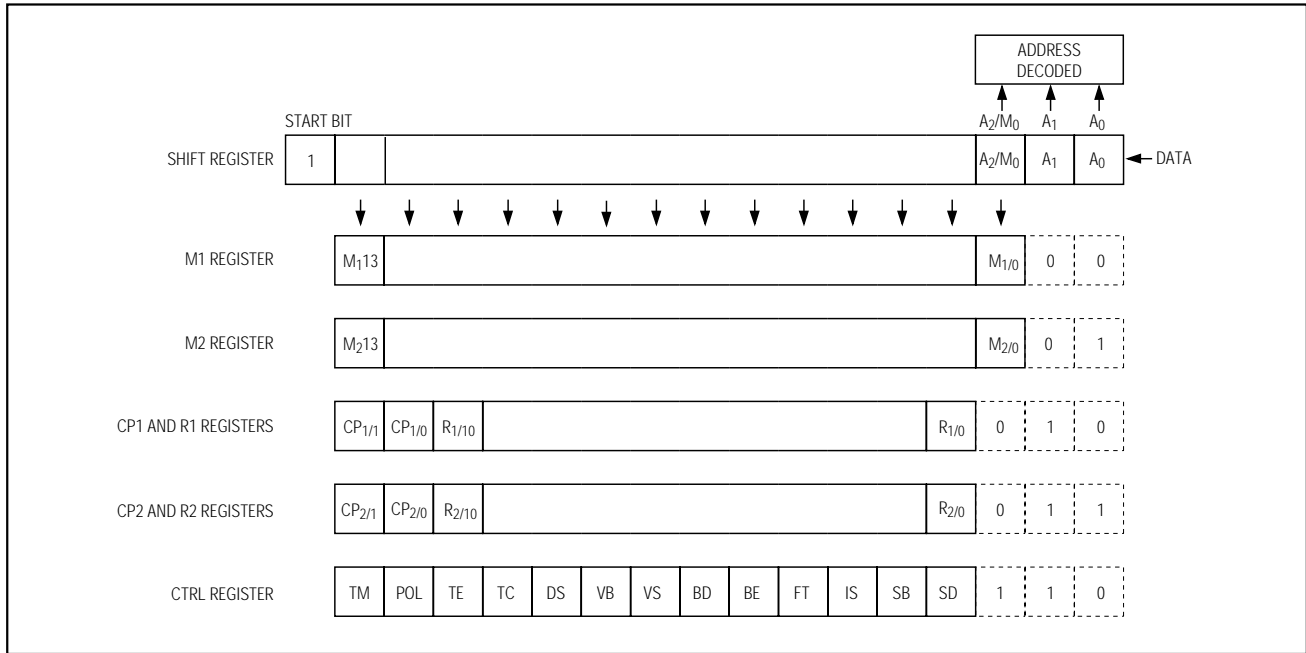 ADDRESS
DECODED
START BIT
A2/M0 A1 A0
SHIFT REGISTER 1 A2/M0 A1 A0 DATA
M1 REGISTER M113 M1/0 0 0
M2 REGISTER M213 M2/0 0 1
CP1 AND R1 REGISTERS CP1/1 CP1/0 R1/10 R1/0 0 1 0
CP2 AND R2 REGISTERS CP2/1 CP2/0 R2/10 R2/0 0 1 1
CTRL REGISTER TM POL TE TC DS VB VS BD BE FT IS SB SD 1 1 0